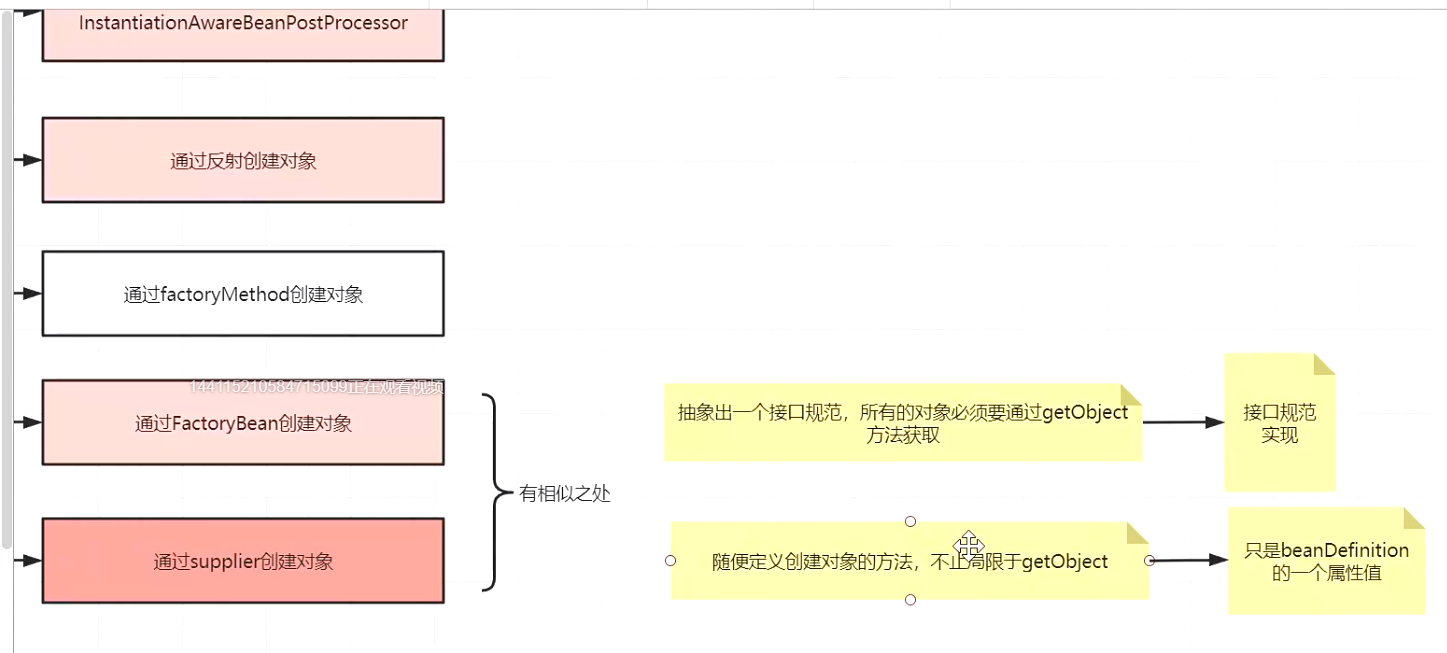 InstantiationAwareBeanPostProcessor
通过反射创建对象
通过factoryMethod创建对象
144115210584715099正在观看视频
通过FactoryBean创建对象
抽象出一个接口规范，所有的对象必须要通过getObject
方法获取
接口规范
实现
有相似之处
通过supplier创建对象
随便定义创建对象的方法，不止局限于getObject
只是beanDefinition
的一个属性值